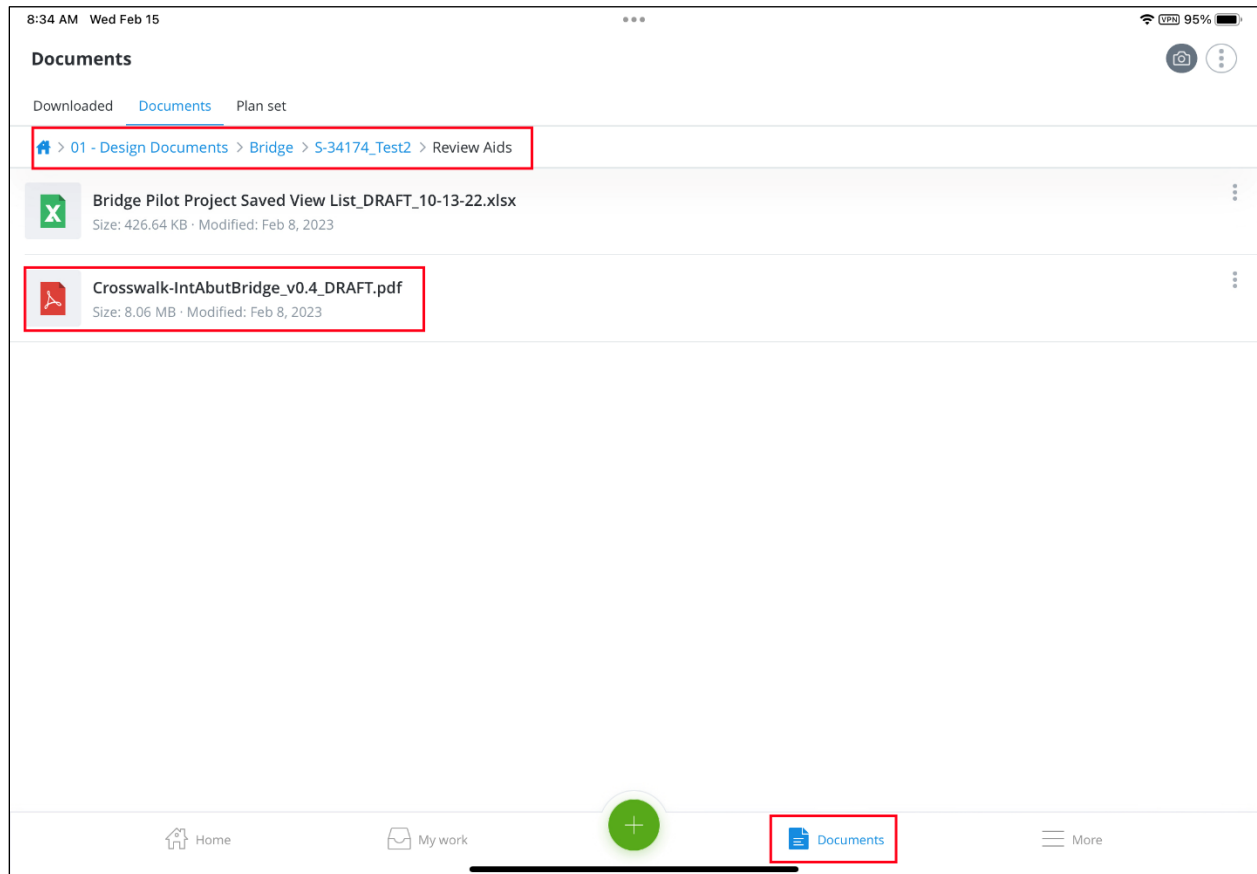 8:34 AM Wed Feb 15
VPN 95%
Documents
Downloaded Documents Plan set
> 01 - Design Documents > Bridge > S-34174_Test2 > Review Aids
Bridge Pilot Project Saved View List_DRAFT_10-13-22.xlsx
Size: 426.64 KB · Modified: Feb 8, 2023
Crosswalk-IntAbutBridge_v0.4_DRAFT.pdf
Size: 8.06 MB · Modified: Feb 8, 2023
Home My work + Documents More